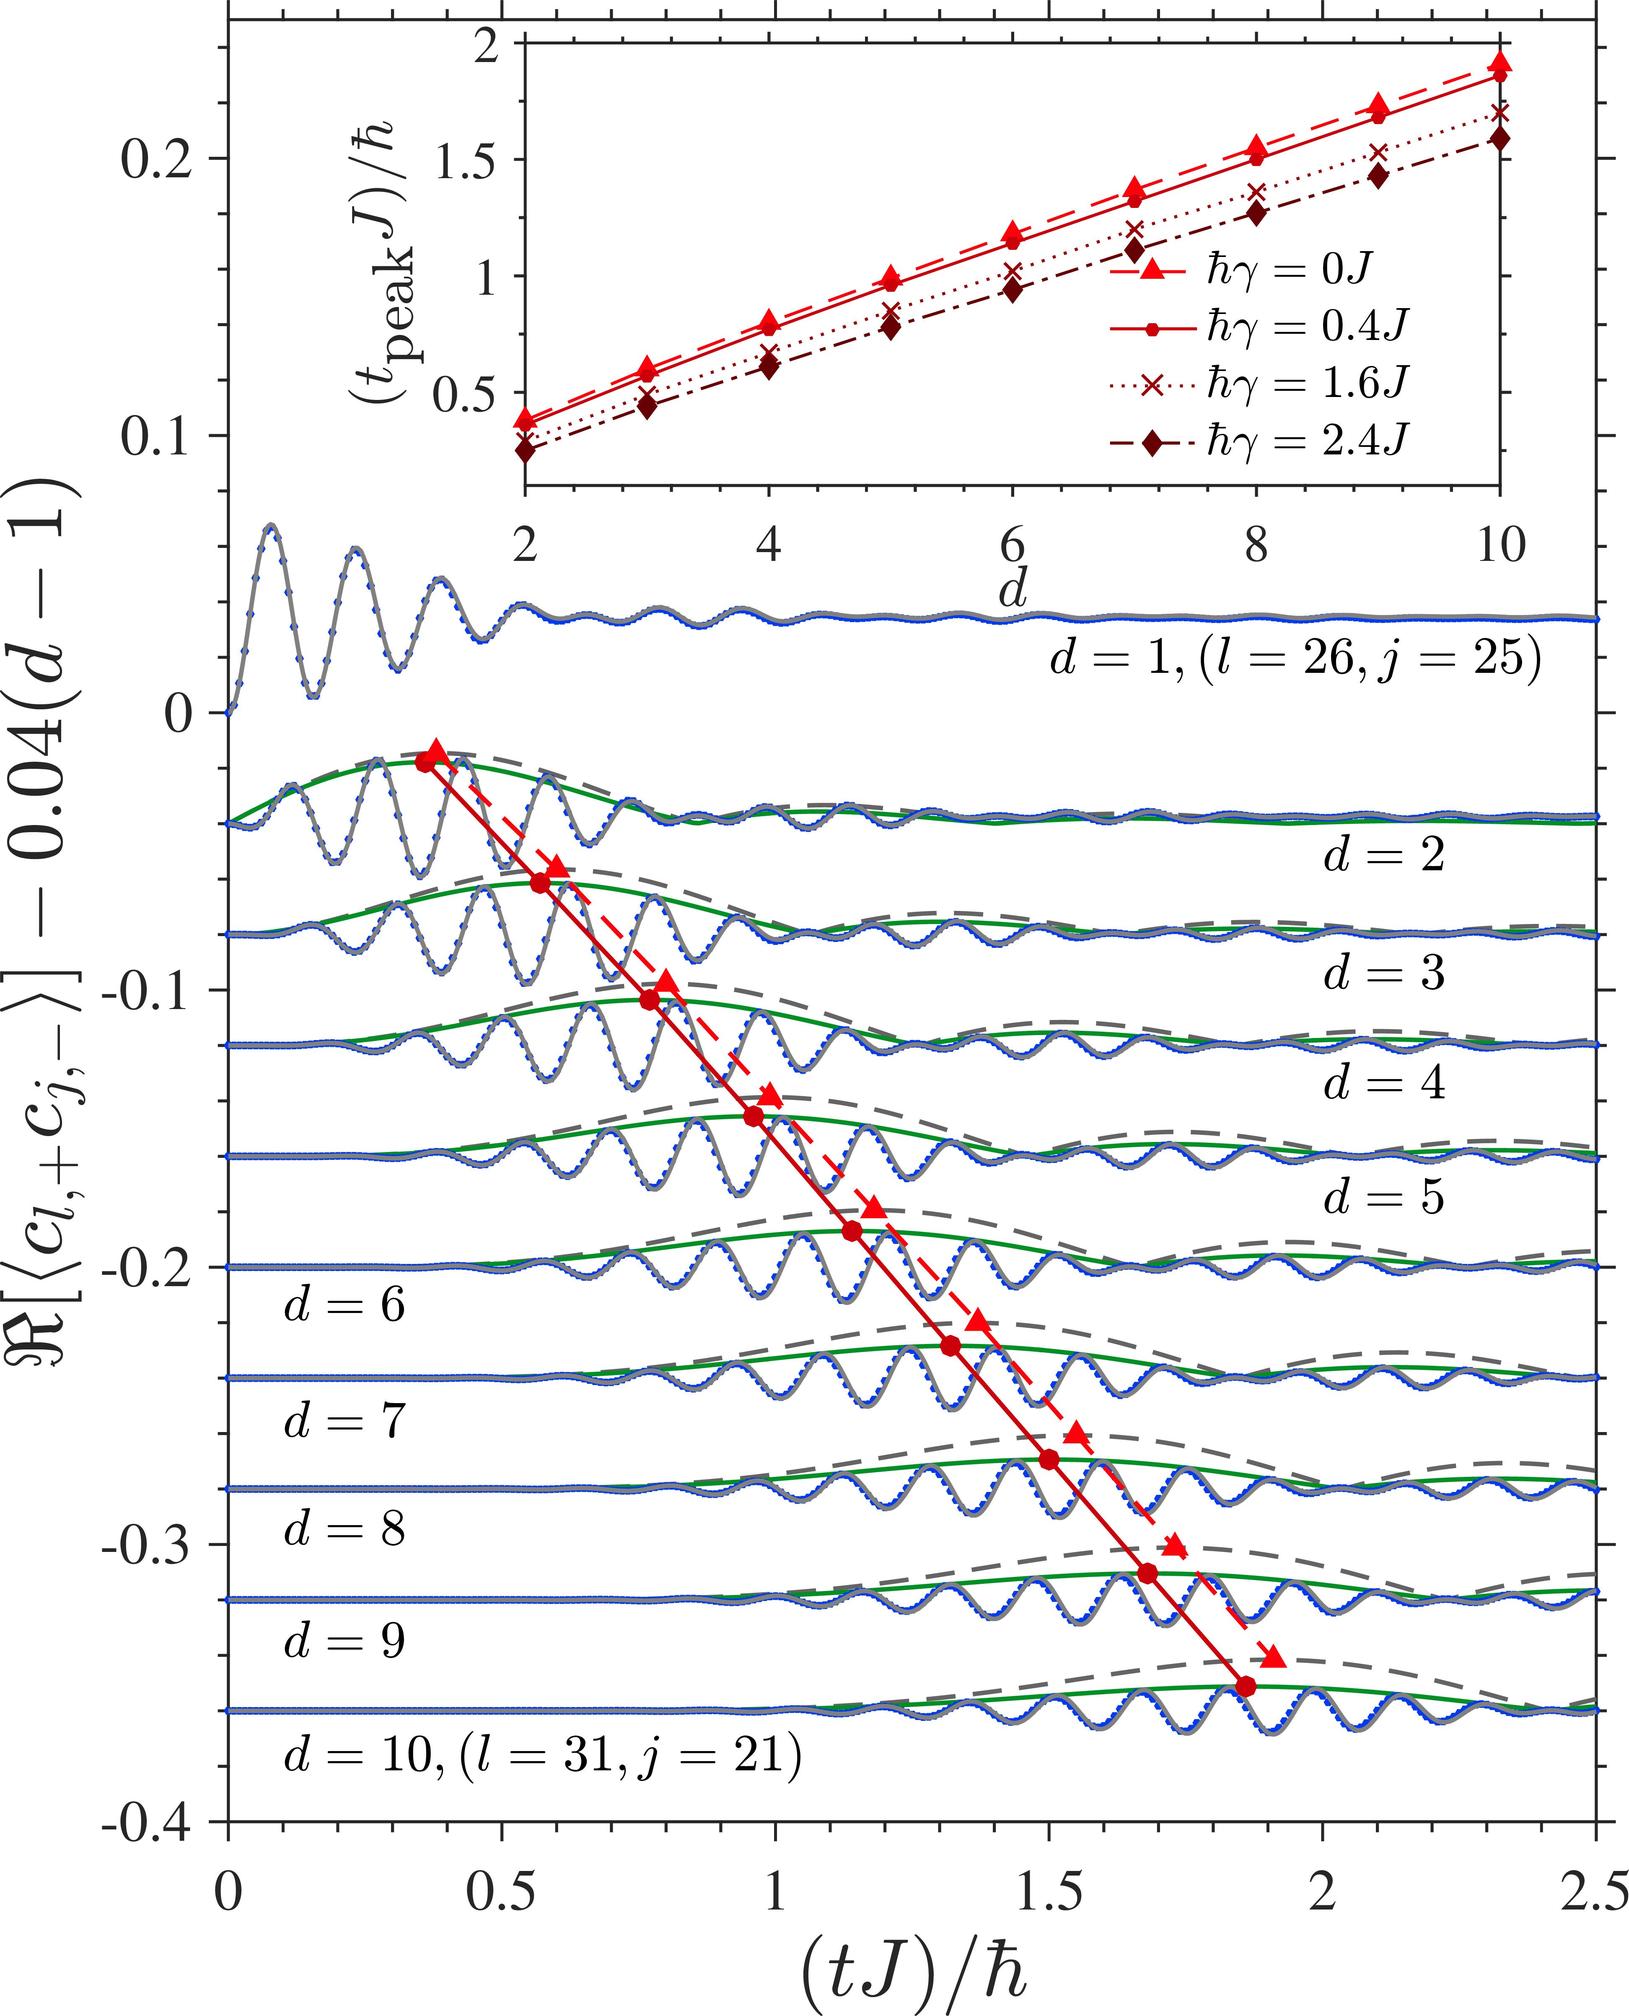 ℜ[⟨c_{l,+}c_{j,−}⟩] − 0.04(d − 1)
0.2
0.1
0
-0.1
-0.2
-0.3
-0.4
(t_{peak}J)/ℏ
2
1.5
1
0.5
ℏγ = 0J
ℏγ = 0.4J
ℏγ = 1.6J
ℏγ = 2.4J
2 4 6 8 10
d
d = 1, (l = 26, j = 25)
d = 2
d = 3
d = 4
d = 5
d = 6
d = 7
d = 8
d = 9
d = 10, (l = 31, j = 21)
0 0.5 1 1.5 2 2.5
(tJ)/ℏ